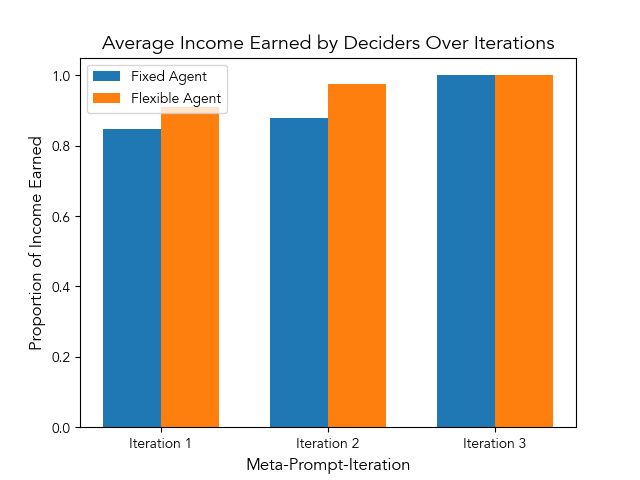 Average Income Earned by Deciders Over Iterations
Fixed Agent
Flexible Agent
Proportion of Income Earned
1.0
0.8
0.6
0.4
0.2
0.0
Iteration 1
Iteration 2
Iteration 3
Meta-Prompt-Iteration